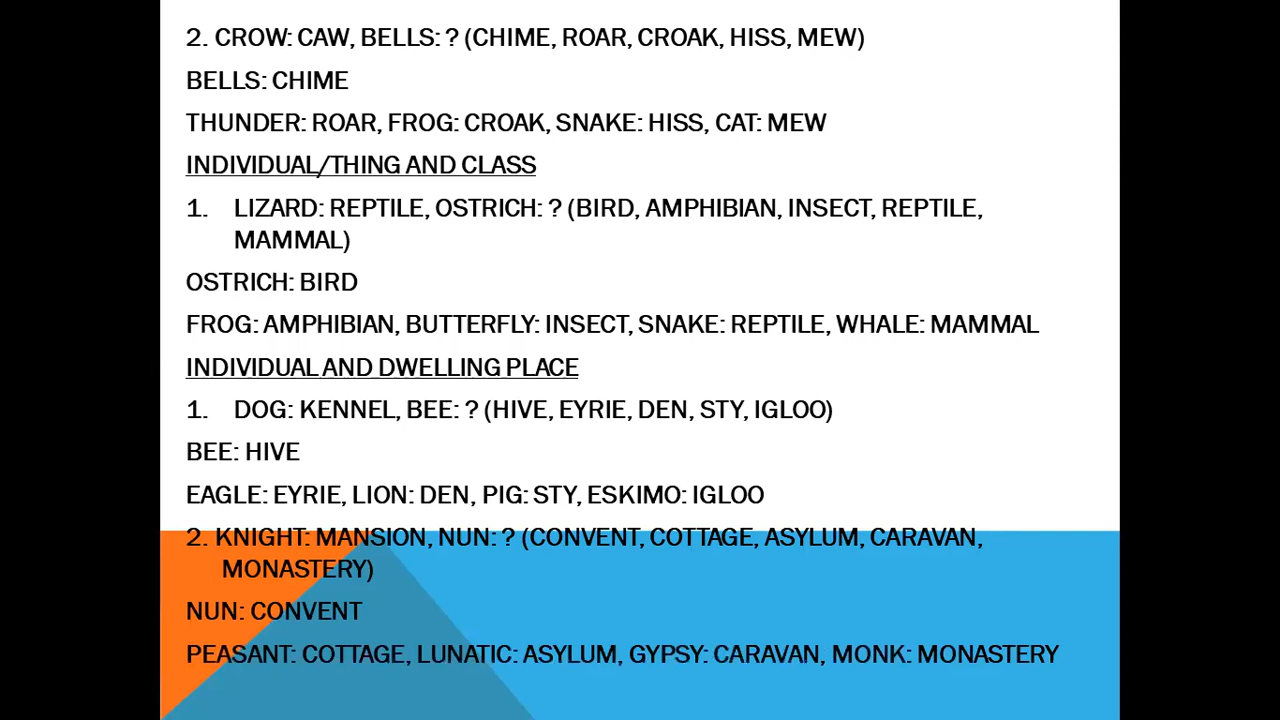 2. CROW: CAW, BELLS: ? (CHIME, ROAR, CROAK, HISS, MEW)
BELLS: CHIME
THUNDER: ROAR, FROG: CROAK, SNAKE: HISS, CAT: MEW
INDIVIDUAL/THING AND CLASS
1. LIZARD: REPTILE, OSTRICH: ? (BIRD, AMPHIBIAN, INSECT, REPTILE,
MAMMAL)
OSTRICH: BIRD
FROG: AMPHIBIAN, BUTTERFLY: INSECT, SNAKE: REPTILE, WHALE: MAMMAL
INDIVIDUAL AND DWELLING PLACE
1. DOG: KENNEL, BEE: ? (HIVE, EYRIE, DEN, STY, IGLOO)
BEE: HIVE
EAGLE: EYRIE, LION: DEN, PIG: STY, ESKIMO: IGLOO
2. KNIGHT: MANSION, NUN: ? (CONVENT, COTTAGE, ASYLUM, CARAVAN,
MONASTERY)
NUN: CONVENT
PEASANT: COTTAGE, LUNATIC: ASYLUM, GYPSY: CARAVAN, MONK: MONASTERY